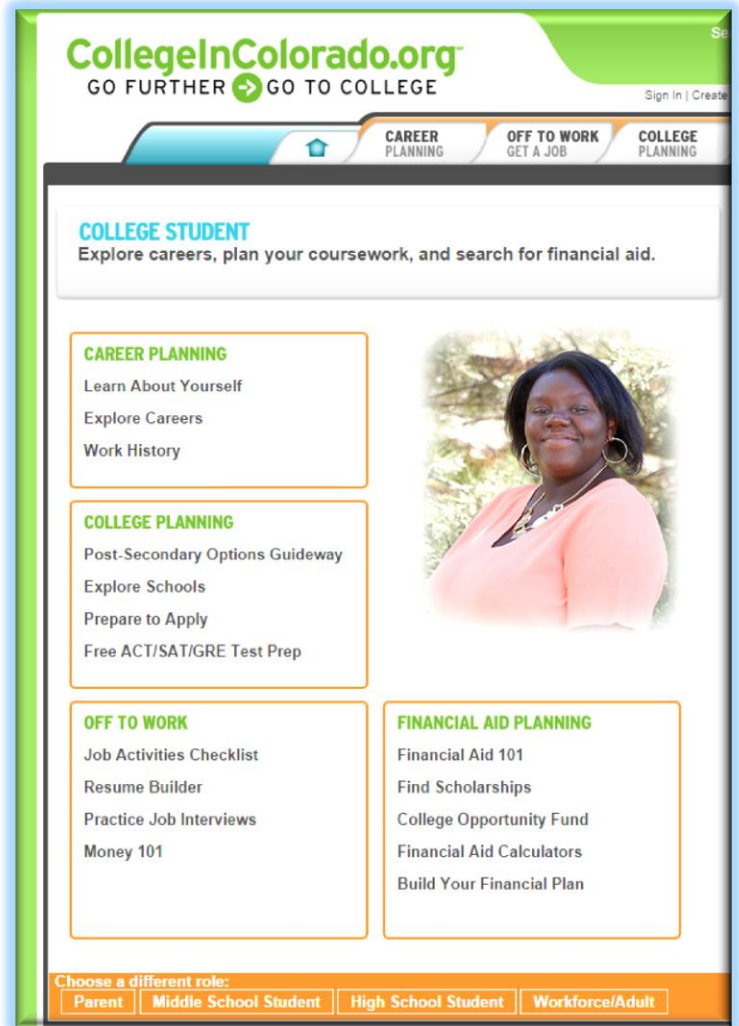 CollegeInColorado.org
GO FURTHER GO TO COLLEGE
Sign In | Create
CAREER PLANNING
OFF TO WORK GET A JOB
COLLEGE PLANNING
COLLEGE STUDENT
Explore careers, plan your coursework, and search for financial aid.
CAREER PLANNING
Learn About Yourself
Explore Careers
Work History
COLLEGE PLANNING
Post-Secondary Options Guideway
Explore Schools
Prepare to Apply
Free ACT/SAT/GRE Test Prep
OFF TO WORK
Job Activities Checklist
Resume Builder
Practice Job Interviews
Money 101
FINANCIAL AID PLANNING
Financial Aid 101
Find Scholarships
College Opportunity Fund
Financial Aid Calculators
Build Your Financial Plan
Choose a different role:
Parent Middle School Student High School Student Workforce/Adult